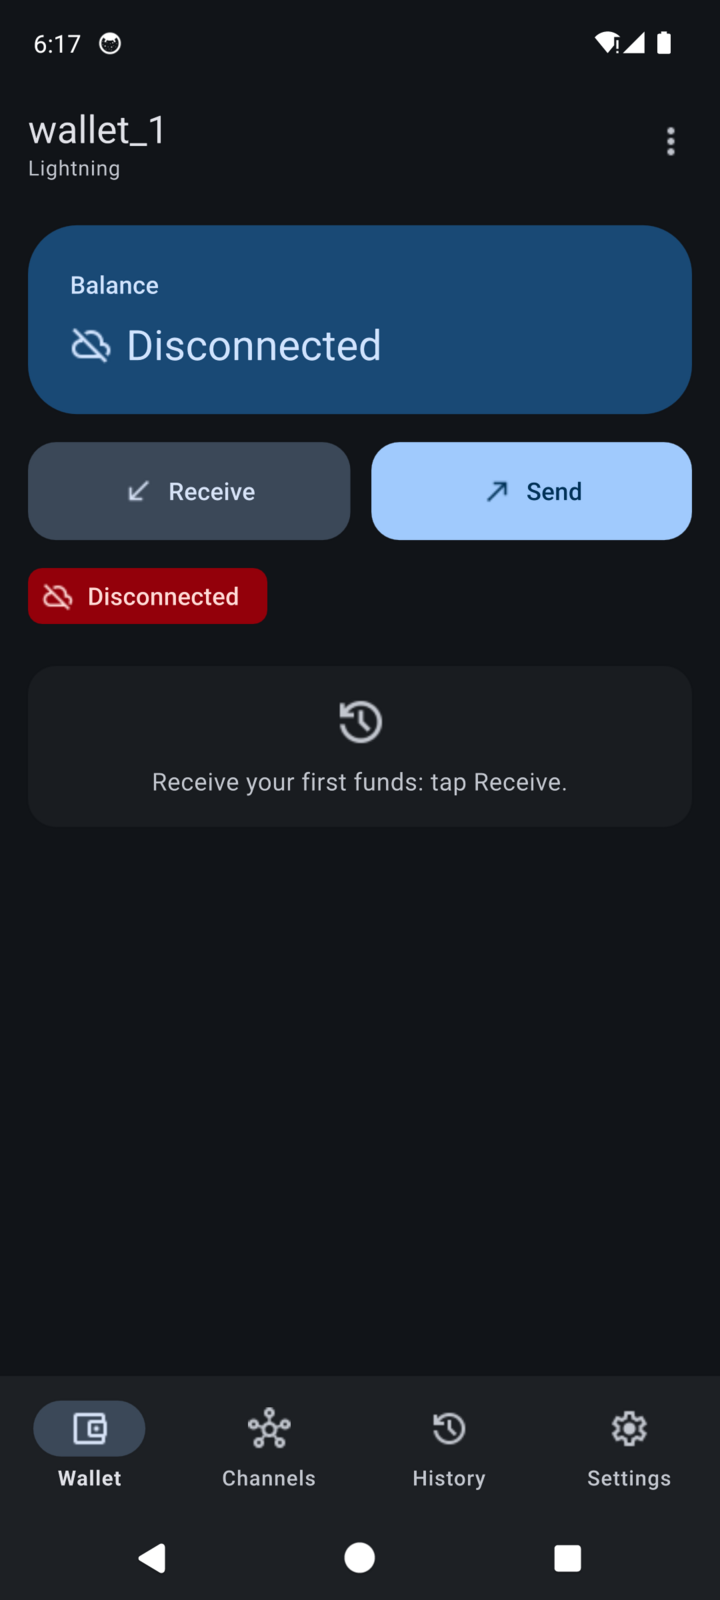 6:17
wallet_1
Lightning
Balance
Disconnected
Receive
Send
Disconnected
Receive your first funds: tap Receive.
Wallet
Channels
History
Settings